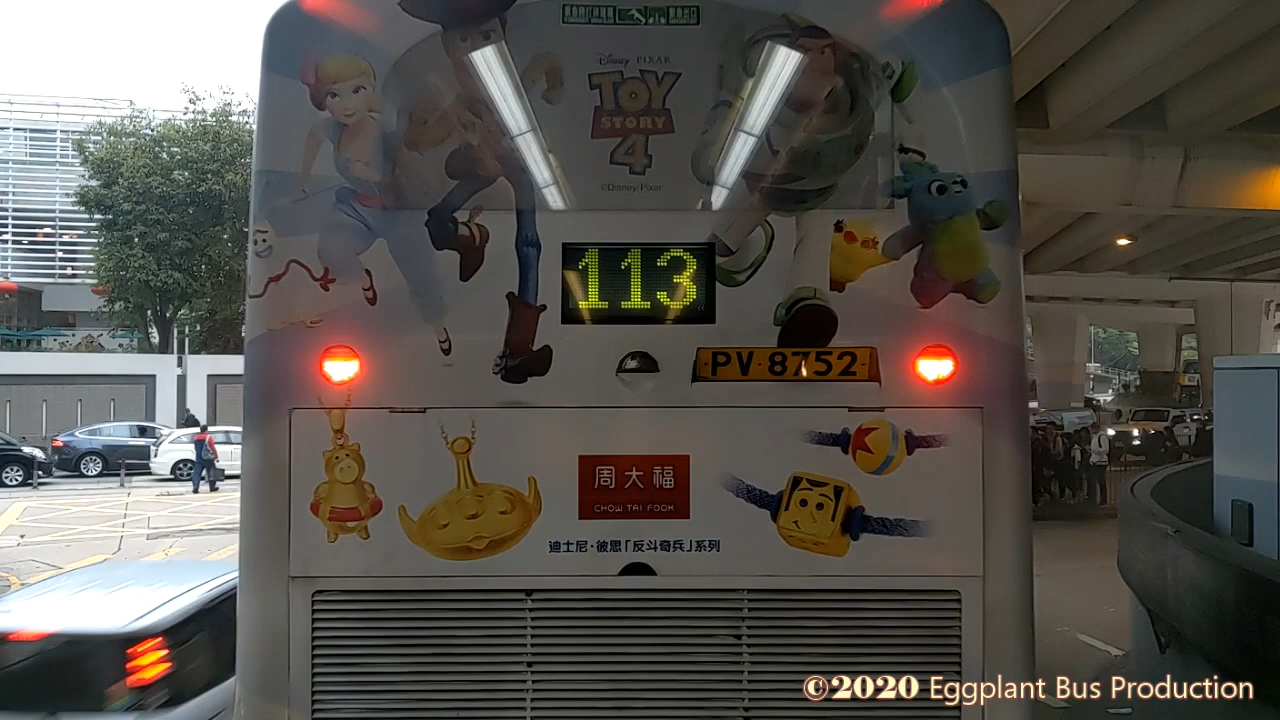 Disney PIXAR
TOY
STORY
4
©Disney/Pixar
113
PV 8752
周大福
CHOW TAI FOOK
迪士尼·彼思「反斗奇兵」系列
©2020 Eggplant Bus Production